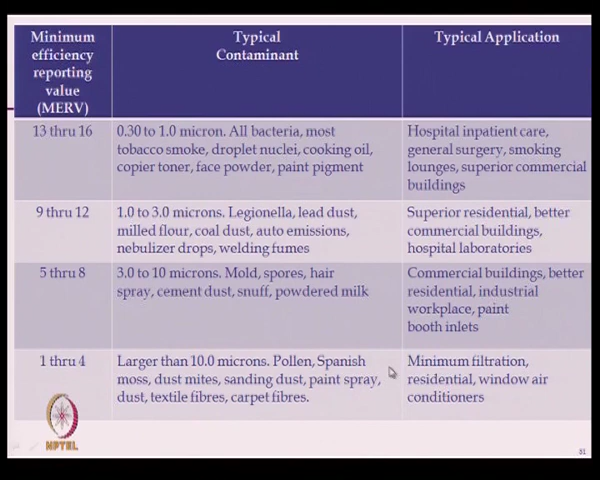 Minimum
efficiency
reporting
value
(MERV)
Typical
Contaminant
Typical Application
13 thru 16
0.30 to 1.0 micron. All bacteria, most
tobacco smoke, droplet nuclei, cooking oil,
copier toner, face powder, paint pigment
Hospital inpatient care,
general surgery, smoking
lounges, superior commercial
buildings
9 thru 12
1.0 to 3.0 microns. Legionella, lead dust,
milled flour, coal dust, auto emissions,
nebulizer drops, welding fumes
Superior residential, better
commercial buildings,
hospital laboratories
5 thru 8
3.0 to 10 microns. Mold, spores, hair
spray, cement dust, snuff, powdered milk
Commercial buildings, better
residential, industrial
workplace, paint
booth inlets
1 thru 4
Larger than 10.0 microns. Pollen, Spanish
moss, dust mites, sanding dust, paint spray,
dust, textile fibres, carpet fibres.
Minimum filtration,
residential, window air
conditioners
NPTEL
31